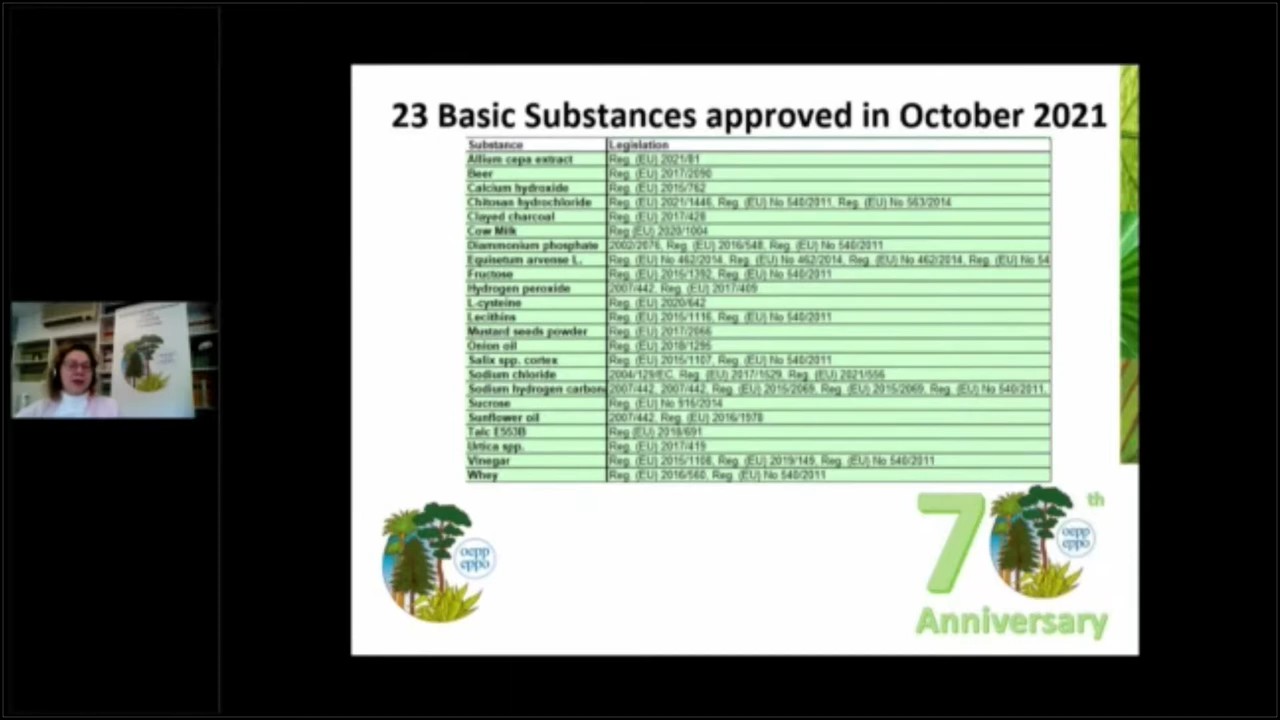 23 Basic Substances approved in October 2021
Substance Legislation
Allium cepa extract Reg. (EU) 2021/81
Beer Reg. (EU) 2017/2090
Calcium hydroxide Reg. (EU) 2015/762
Chitosan hydrochloride Reg. (EU) 2021/1446, Reg. (EU) No 540/2011, Reg. (EU) No 563/2014
Clayed charcoal Reg. (EU) 2017/428
Cow Milk Reg (EU) 2020/1004
Diammonium phosphate 2002/2076, Reg. (EU) 2016/548, Reg. (EU) No 540/2011
Equisetum arvense L. Reg. (EU) No 462/2014, Reg. (EU) No 462/2014, Reg. (EU) No 462/2014, Reg. (EU) No 54
Fructose Reg. (EU) 2015/1392, Reg. (EU) No 540/2011
Hydrogen peroxide 2007/442, Reg. (EU) 2017/409
L-cysteine Reg. (EU) 2020/642
Lecithins Reg. (EU) 2015/1116, Reg. (EU) No 540/2011
Mustard seeds powder Reg. (EU) 2017/2066
Onion oil Reg. (EU) 2018/1295
Salix spp. cortex Reg. (EU) 2015/1107, Reg. (EU) No 540/2011
Sodium chloride 2004/129/EC, Reg. (EU) 2017/1529, Reg. (EU) 2021/556
Sodium hydrogen carbon 2007/442, 2007/442, Reg. (EU) 2015/2069, Reg. (EU) 2015/2069, Reg. (EU) No 540/2011,
Sucrose Reg. (EU) No 916/2014
Sunflower oil 2007/442, Reg. (EU) 2016/1978
Talc E553B Reg (EU) 2018/691
Urtica spp. Reg. (EU) 2017/419
Vinegar Reg. (EU) 2015/1108, Reg. (EU) 2019/149, Reg. (EU) No 540/2011
Whey Reg. (EU) 2016/560, Reg. (EU) No 540/2011
oepp
eppo
7 th
oepp
eppo
Anniversary